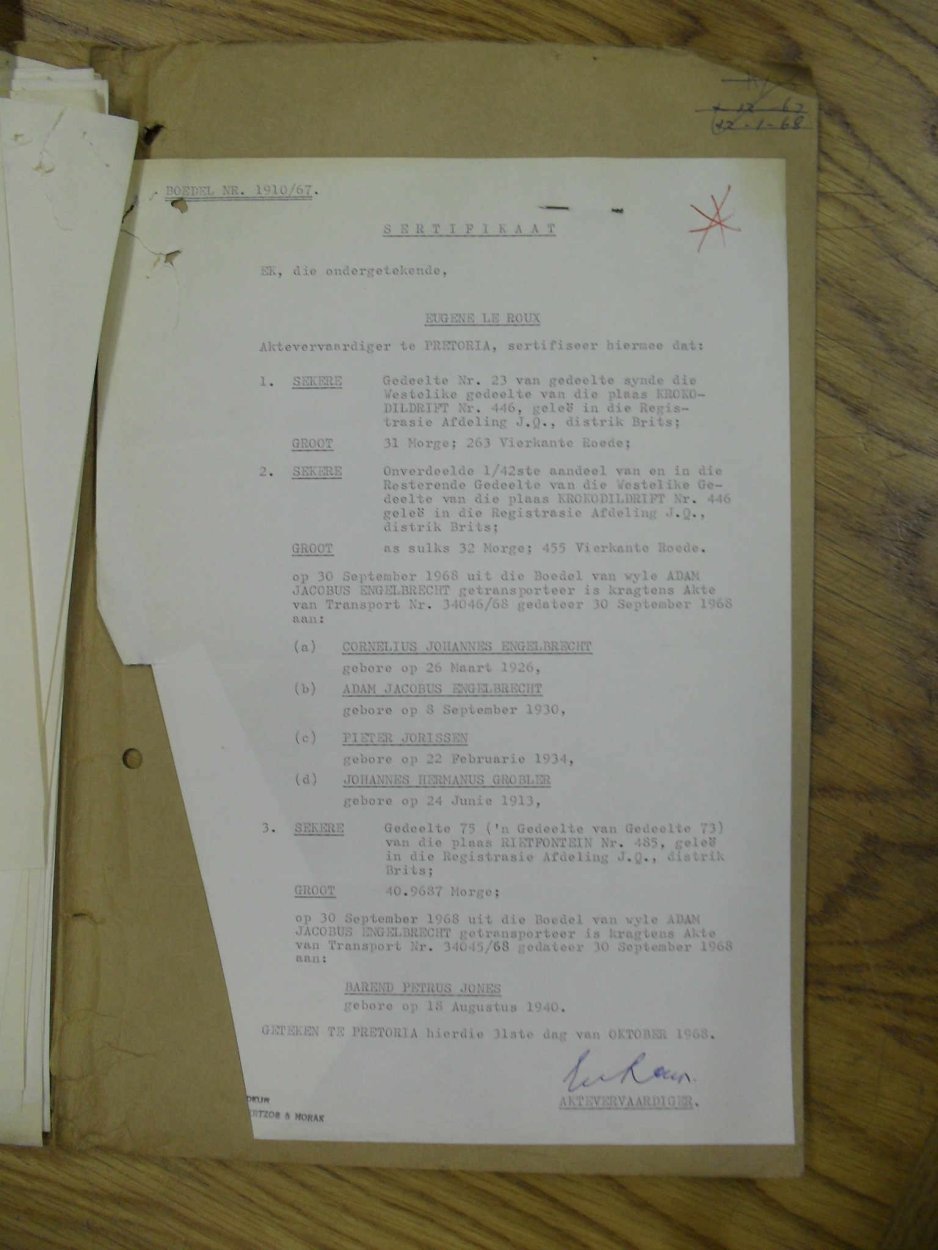 12-67
12-1-68
BOEDEL NR. 1910/67.
SERTIFIKAAT
EK, die ondergetekende,
EUGENE LE ROUX
Aktevervaardiger te PRETORIA, sertifiseer hiermee dat:
1. SEKERE Gedeelte Nr. 23 van gedeelte synde die
Westelike gedeelte van die plaas KROKO-
DILDRIFT Nr. 446, geleë in die Regis-
trasie Afdeling J.Q., distrik Brits;
GROOT 31 Morge; 263 Vierkante Roede;
2. SEKERE Onverdeelde 1/42ste aandeel van en in die
Resterende Gedeelte van die Westelike Ge-
deelte van die plaas KROKODILDRIFT Nr. 446
geleë in die Registrasie Afdeling J.Q.,
distrik Brits;
GROOT as sulks 32 Morge; 455 Vierkante Roede.
op 30 September 1968 uit die Boedel van wyle ADAM
JACOBUS ENGELBRECHT getransporteer is kragtens Akte
van Transport Nr. 34046/68 gedateer 30 September 1968
aan:
(a) CORNELIUS JOHANNES ENGELBRECHT
gebore op 26 Maart 1926,
(b) ADAM JACOBUS ENGELBRECHT
gebore op 8 September 1930,
(c) PIETER JORISSEN
gebore op 22 Februarie 1934,
(d) JOHANNES HERMANUS GROBLER
gebore op 24 Junie 1913,
3. SEKERE Gedeelte 75 ('n Gedeelte van Gedeelte 73)
van die plaas RIETFONTEIN Nr. 485, geleë
in die Registrasie Afdeling J.Q., distrik
Brits;
GROOT 40.9687 Morge;
op 30 September 1968 uit die Boedel van wyle ADAM
JACOBUS ENGELBRECHT getransporteer is kragtens Akte
van Transport Nr. 34045/68 gedateer 30 September 1968
aan:
BAREND PETRUS JONES
gebore op 18 Augustus 1940.
GETEKEN TE PRETORIA hierdie 31ste dag van OKTOBER 1968.
AKTEVERVAARDIGER.
& MORAK